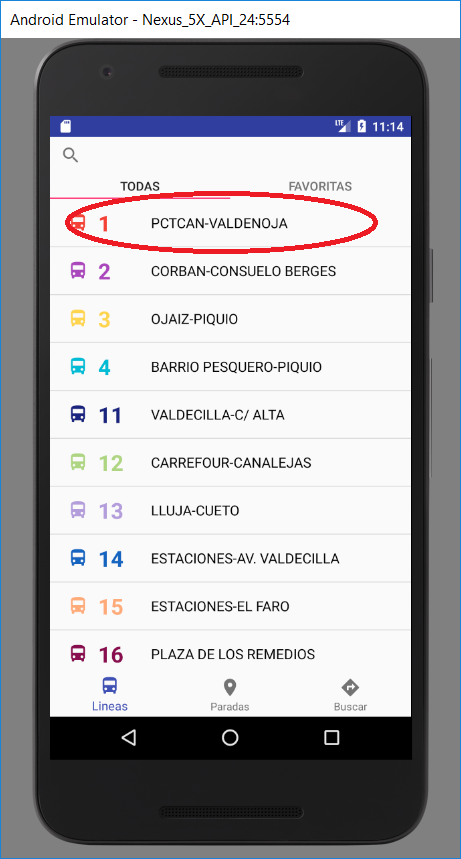 Android Emulator - Nexus_5X_API_24:5554
LTE 11:14
TODAS FAVORITAS
1 PCTCAN-VALDENOJA
2 CORBAN-CONSUELO BERGES
3 OJAIZ-PIQUIO
4 BARRIO PESQUERO-PIQUIO
11 VALDECILLA-C/ ALTA
12 CARREFOUR-CANALEJAS
13 LLUJA-CUETO
14 ESTACIONES-AV. VALDECILLA
15 ESTACIONES-EL FARO
16 PLAZA DE LOS REMEDIOS
Lineas Paradas Buscar